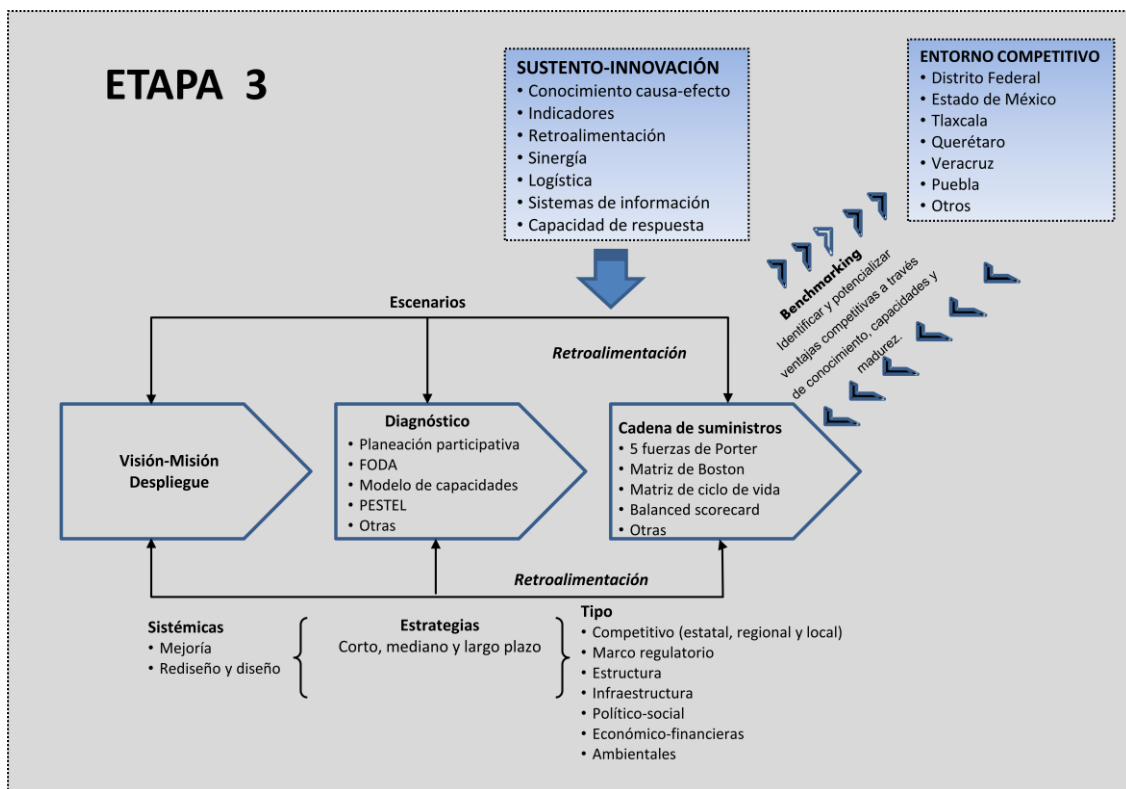 ETAPA 3
SUSTENTO-INNOVACIÓN
• Conocimiento causa-efecto
• Indicadores
• Retroalimentación
• Sinergía
• Logística
• Sistemas de información
• Capacidad de respuesta
ENTORNO COMPETITIVO
• Distrito Federal
• Estado de México
• Tlaxcala
• Querétaro
• Veracruz
• Puebla
• Otros
Benchmarking
Identificar y potencializar
ventajas competitivas a través
de conocimiento, capacidades y
madurez.
Escenarios
Retroalimentación
Visión-Misión
Despliegue
Diagnóstico
• Planeación participativa
• FODA
• Modelo de capacidades
• PESTEL
• Otras
Cadena de suministros
• 5 fuerzas de Porter
• Matriz de Boston
• Matriz de ciclo de vida
• Balanced scorecard
• Otras
Retroalimentación
Sistémicas
• Mejoría
• Rediseño y diseño
Estrategias
Corto, mediano y largo plazo
Tipo
• Competitivo (estatal, regional y local)
• Marco regulatorio
• Estructura
• Infraestructura
• Político-social
• Económico-financieras
• Ambientales